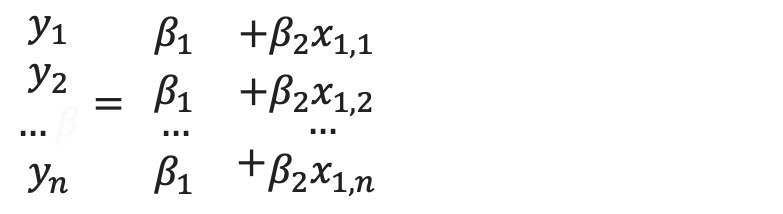 y₁ β₁ +β₂x₁,₁
y₂ = β₁ +β₂x₁,₂
... β ... ...
yₙ β₁ +β₂x₁,ₙ